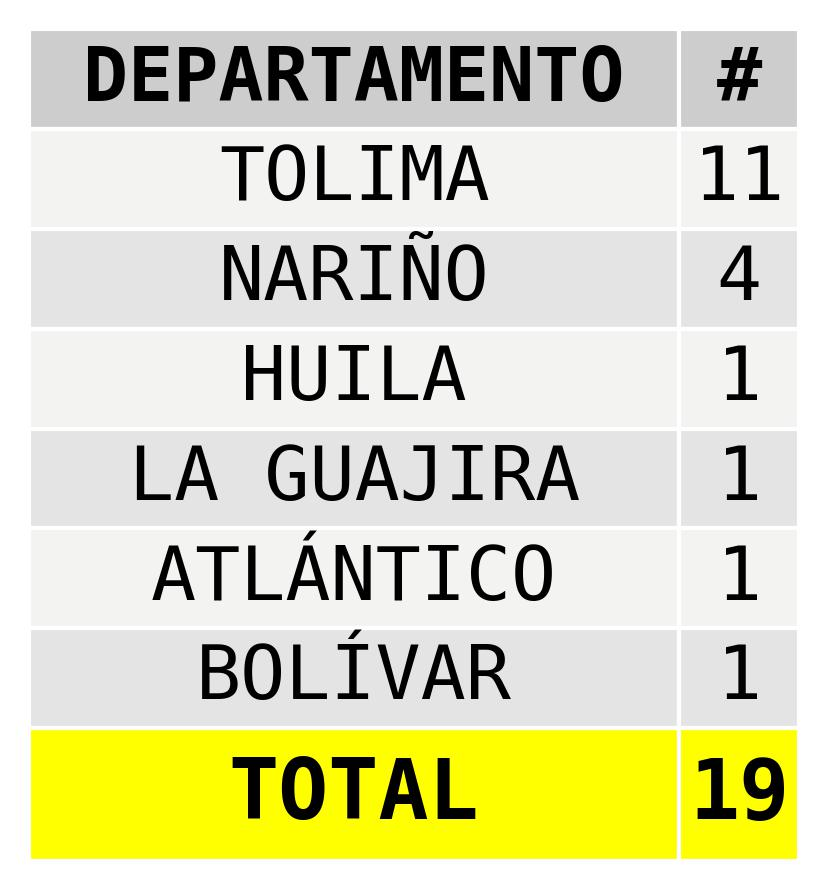 DEPARTAMENTO #
TOLIMA 11
NARIÑO 4
HUILA 1
LA GUAJIRA 1
ATLÁNTICO 1
BOLÍVAR 1
TOTAL 19